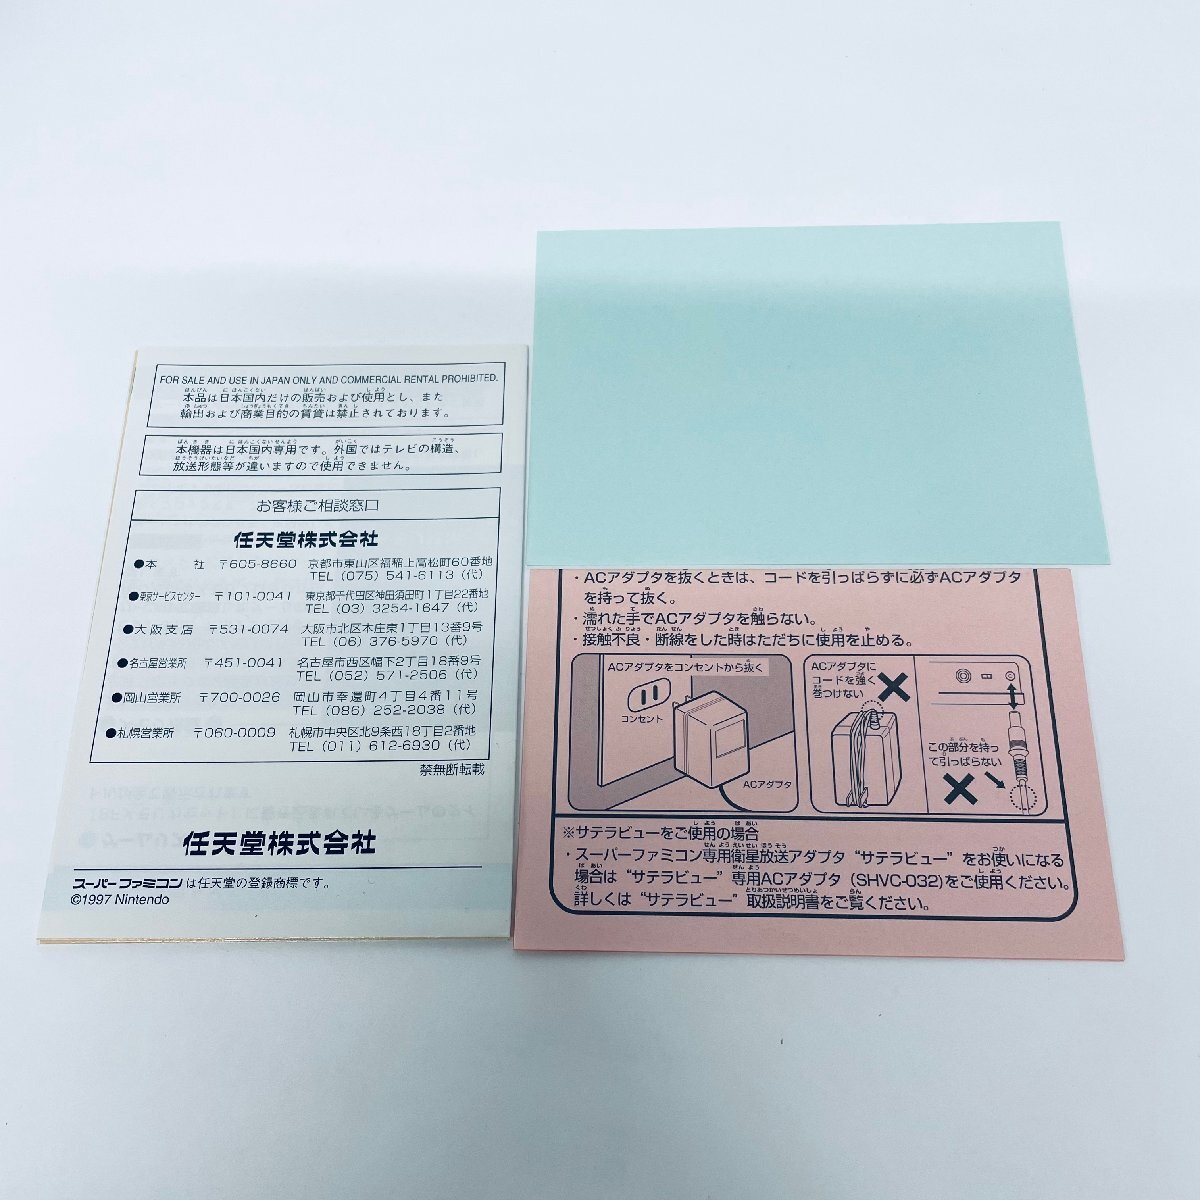 FOR SALE AND USE IN JAPAN ONLY AND COMMERCIAL RENTAL PROHIBITED.
本品は日本国内だけの販売および使用とし、また
輸出および商業目的の賃貸は禁止されております。
本機器は日本国内専用です。外国ではテレビの構造、
放送形態等が違いますので使用できません。
お客様ご相談窓口
任天堂株式会社
●本 社 〒605-8660 京都市東山区福稲上高松町60番地
TEL (075) 541-6113 (代)
●東京サービスセンター 〒101-0041 東京都千代田区神田須田町1丁目22番地
TEL (03) 3254-1647 (代)
●大阪支店 〒531-0074 大阪市北区本庄東1丁目13番9号
TEL (06) 376-5970 (代)
●名古屋営業所 〒451-0041 名古屋市西区幅下2丁目18番9号
TEL (052) 571-2506 (代)
●岡山営業所 〒700-0026 岡山市奉還町4丁目4番11号
TEL (086) 252-2038 (代)
●札幌営業所 〒060-0009 札幌市中央区北9条西18丁目2番地
TEL (011) 612-6930 (代)
禁無断転載
任天堂株式会社
スーパーファミコンは任天堂の登録商標です。
©1997 Nintendo
・ACアダプタを抜くときは、コードを引っぱらずに必ずACアダプタ
を持って抜く。
・濡れた手でACアダプタを触らない。
・接触不良・断線をした時はただちに使用を止める。
ACアダプタをコンセントから抜く
コンセント
ACアダプタ
ACアダプタに
コードを強く
巻つけない
この部分を持っ
て引っぱらない
※サテラビューをご使用の場合
・スーパーファミコン専用衛星放送アダプタ“サテラビュー”をお使いになる
場合は“サテラビュー”専用ACアダプタ(SHVC-032)をご使用ください。
詳しくは“サテラビュー”取扱説明書をご覧ください。